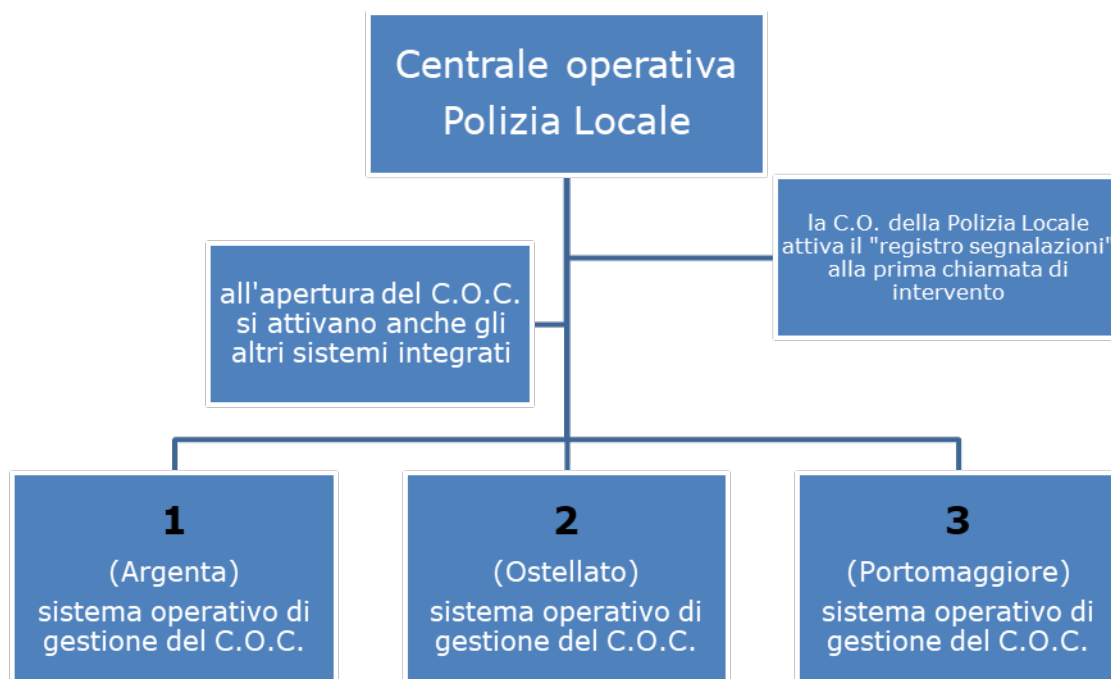 Centrale operativa
Polizia Locale
la C.O. della Polizia Locale
attiva il "registro segnalazioni"
alla prima chiamata di
intervento
all'apertura del C.O.C.
si attivano anche gli
altri sistemi integrati
1
(Argenta)
sistema operativo di
gestione del C.O.C.
2
(Ostellato)
sistema operativo di
gestione del C.O.C.
3
(Portomaggiore)
sistema operativo di
gestione del C.O.C.